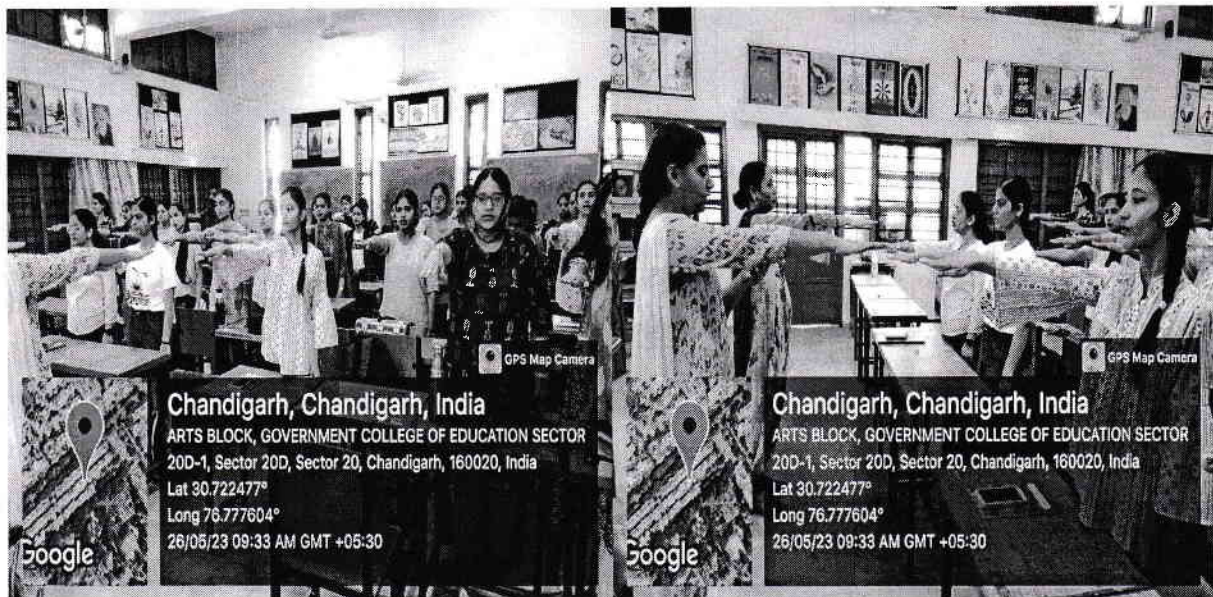 GPS Map Camera
Chandigarh, Chandigarh, India
ARTS BLOCK, GOVERNMENT COLLEGE OF EDUCATION SECTOR
20D-1, Sector 20D, Sector 20, Chandigarh, 160020, India
Lat 30.722477°
Long 76.777604°
26/05/23 09:33 AM GMT +05:30
Google
GPS Map Camera
Chandigarh, Chandigarh, India
ARTS BLOCK, GOVERNMENT COLLEGE OF EDUCATION SECTOR
20D-1, Sector 20D, Sector 20, Chandigarh, 160020, India
Lat 30.722477°
Long 76.777604°
26/05/23 09:33 AM GMT +05:30
Google